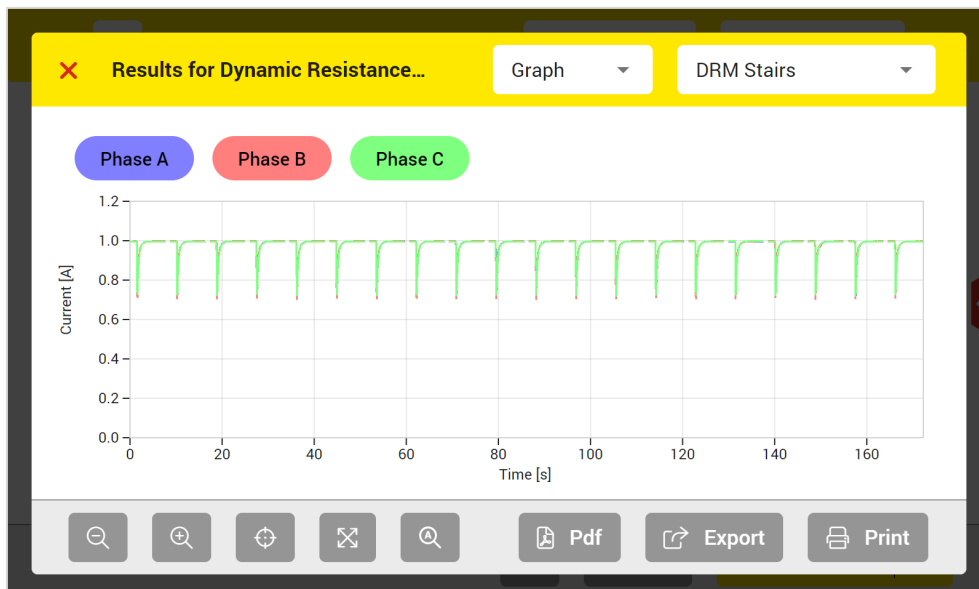 Results for Dynamic Resistance...
Graph
DRM Stairs
Phase A
Phase B
Phase C
1.2
1.0
0.8
0.6
0.4
0.2
0.0
Current [A]
0 20 40 60 80 100 120 140 160
Time [s]
Pdf
Export
Print